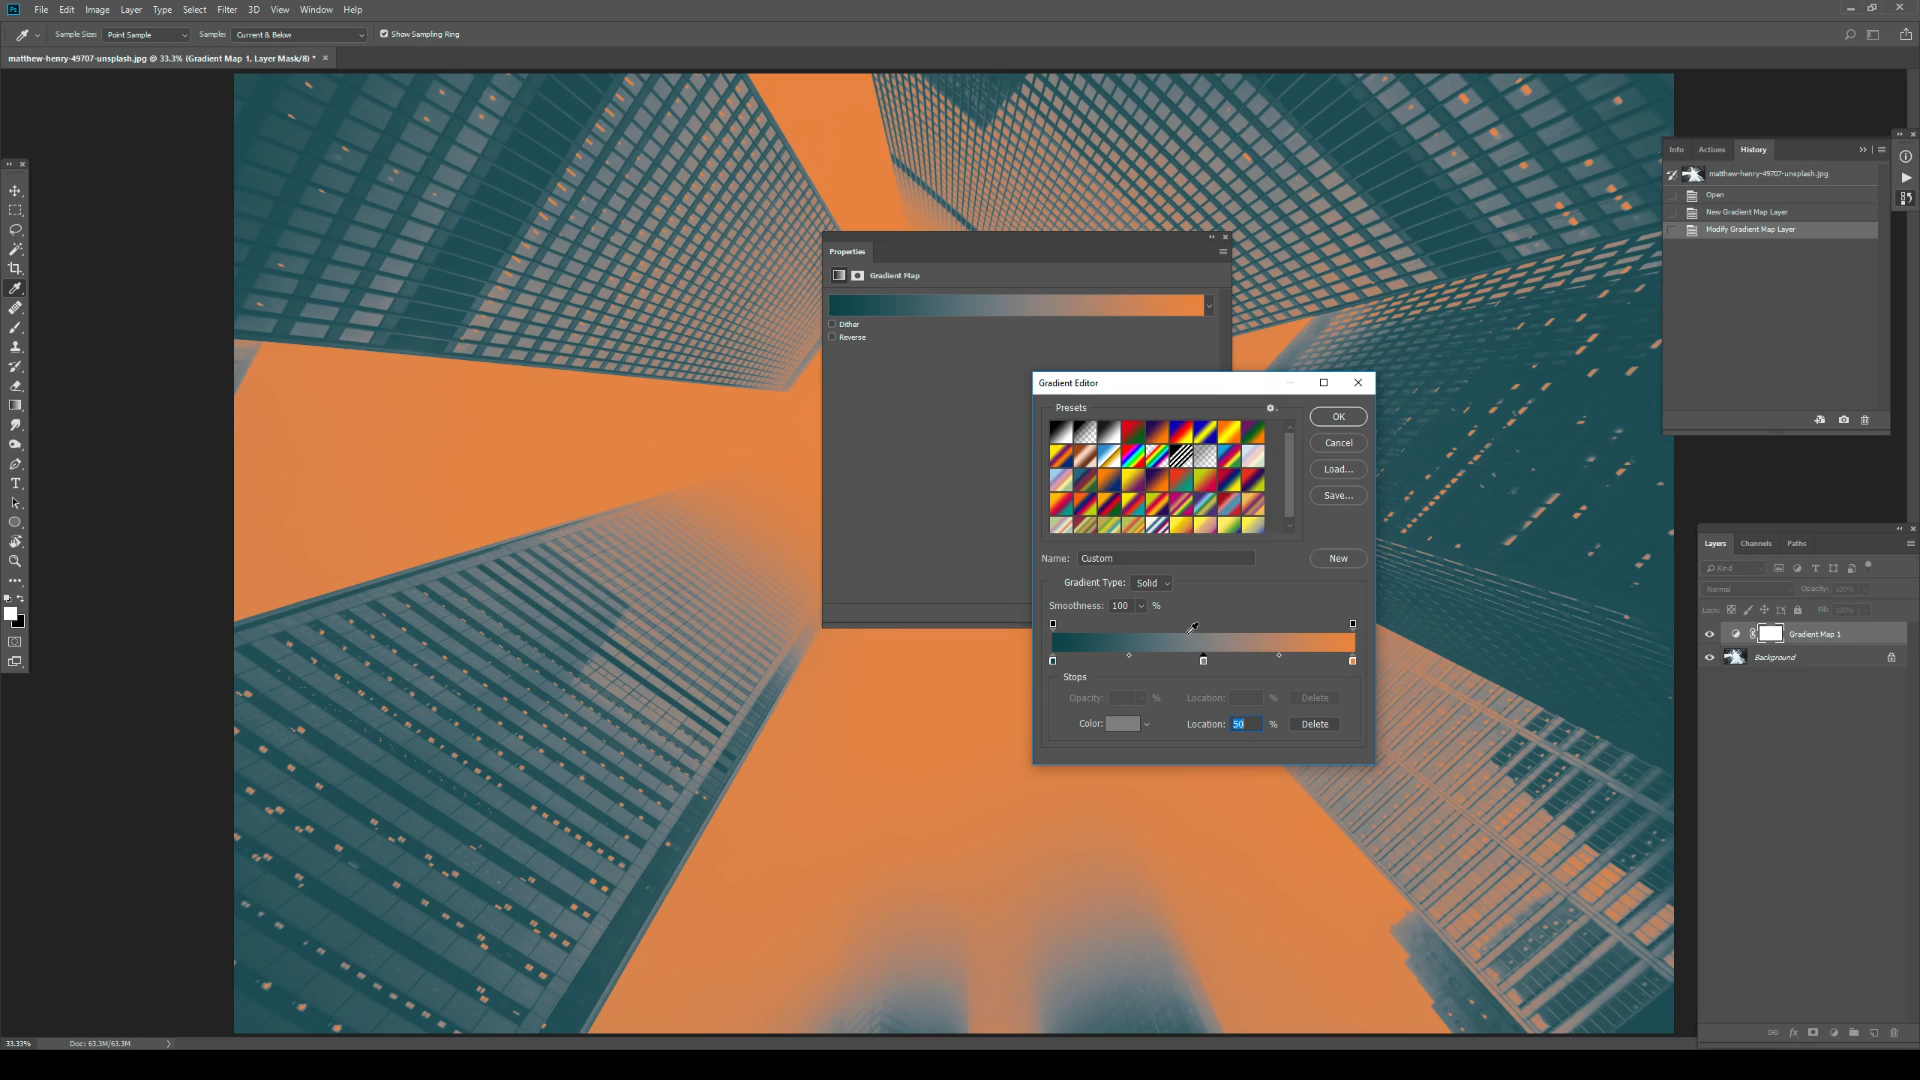 Ps File Edit Image Layer Type Select Filter 3D View Window Help
Sample Size: Point Sample Samples: Current & Below Show Sampling Ring
matthew-henry-49707-unsplash.jpg @ 33.3% (Gradient Map 1, Layer Mask/8) *
Info Actions History
matthew-henry-49707-unsplash.jpg
Open
New Gradient Map Layer
Modify Gradient Map Layer
Properties
Gradient Map
Dither
Reverse
Gradient Editor
Presets
OK
Cancel
Load...
Save...
Name: Custom
New
Gradient Type: Solid
Smoothness: 100 %
Stops
Opacity: % Location: % Delete
Color: Location: 50 % Delete
Layers Channels Paths
Kind
Normal Opacity: 100%
Lock: Fill: 100%
Gradient Map 1
Background
33.33% Doc: 63.3M/63.3M